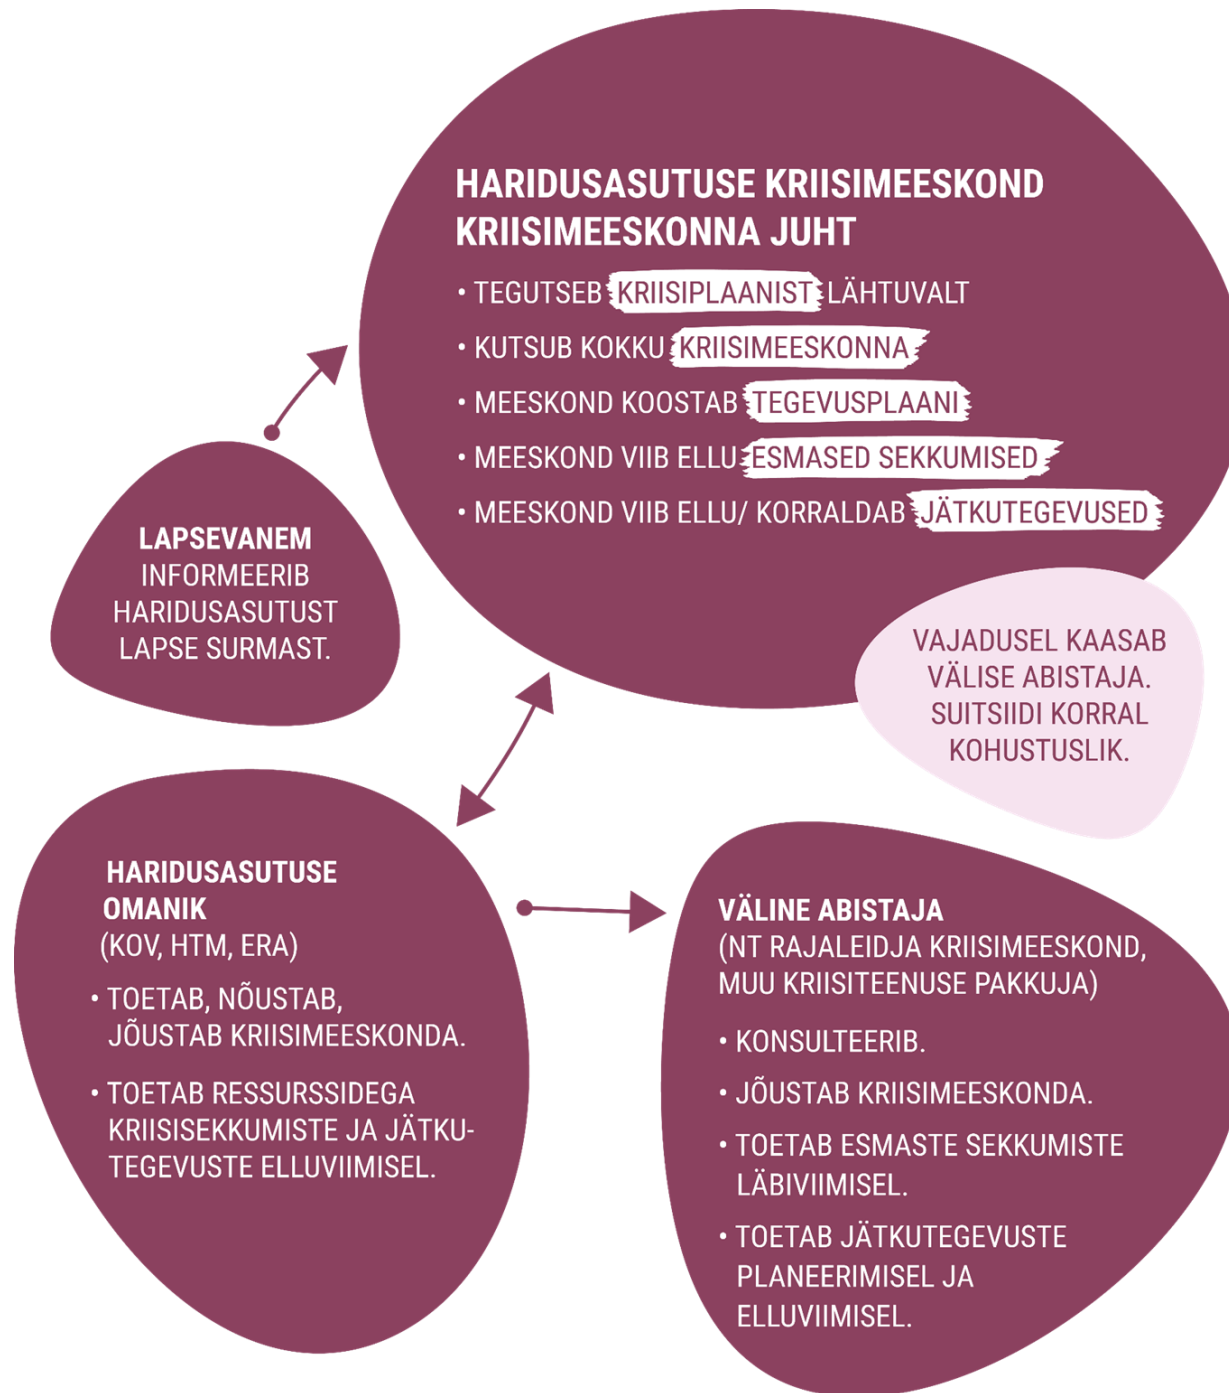 HARIDUSASUTUSE KRIISIMEESKOND
KRIISIMEESKONNA JUHT
• TEGUTSEB KRIISIPLAANIST LÄHTUVALT
• KUTSUB KOKKU KRIISIMEESKONNA
• MEESKOND KOOSTAB TEGEVUSPLAANI
• MEESKOND VIIB ELLU ESMASED SEKKUMISED
• MEESKOND VIIB ELLU/ KORRALDAB JÄTKUTEGEVUSED
LAPSEVANEM
INFORMEERIB
HARIDUSASUTUST
LAPSE SURMAST.
VAJADUSEL KAASAB
VÄLISE ABISTAJA.
SUITSIIDI KORRAL
KOHUSTUSLIK.
HARIDUSASUTUSE
OMANIK
(KOV, HTM, ERA)
• TOETAB, NÕUSTAB,
JÕUSTAB KRIISIMEESKONDA.
• TOETAB RESSURSSIDEGA
KRIISISEKKUMISTE JA JÄTKU-
TEGEVUSTE ELLUVIIMISEL.
VÄLINE ABISTAJA
(NT RAJALEIDJA KRIISIMEESKOND,
MUU KRIISITEENUSE PAKKUJA)
• KONSULTEERIB.
• JÕUSTAB KRIISIMEESKONDA.
• TOETAB ESMASTE SEKKUMISTE
LÄBIVIIMISEL.
• TOETAB JÄTKUTEGEVUSTE
PLANEERIMISEL JA
ELLUVIIMISEL.